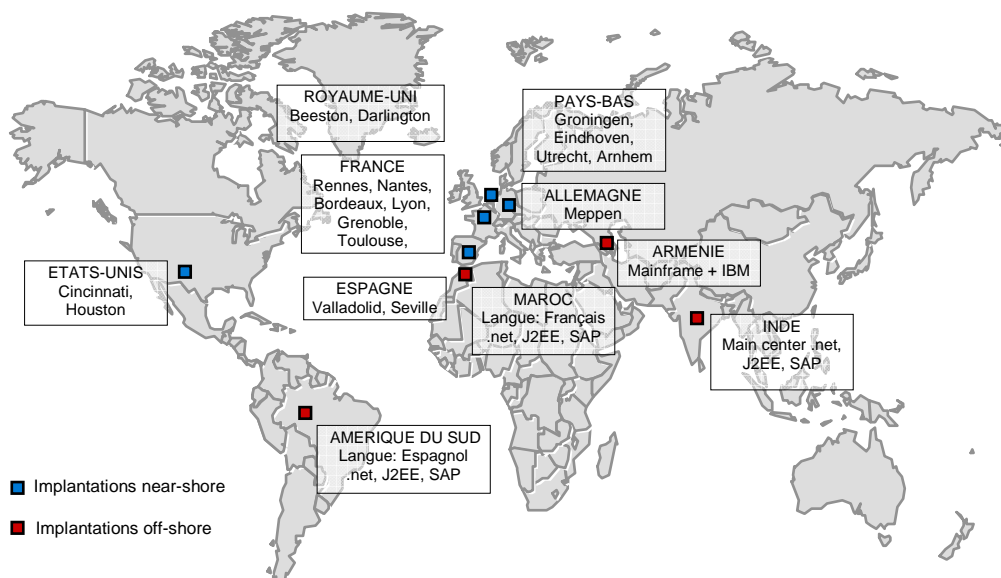 ROYAUME-UNI
Beeston, Darlington
PAYS-BAS
Groningen,
Eindhoven,
Utrecht, Arnhem
FRANCE
Rennes, Nantes,
Bordeaux, Lyon,
Grenoble,
Toulouse,
ALLEMAGNE
Meppen
ARMENIE
Mainframe + IBM
ETATS-UNIS
Cincinnati,
Houston
ESPAGNE
Valladolid, Seville
MAROC
Langue: Français
.net, J2EE, SAP
INDE
Main center .net,
J2EE, SAP
AMERIQUE DU SUD
Langue: Espagnol
.net, J2EE, SAP
Implantations near-shore
Implantations off-shore